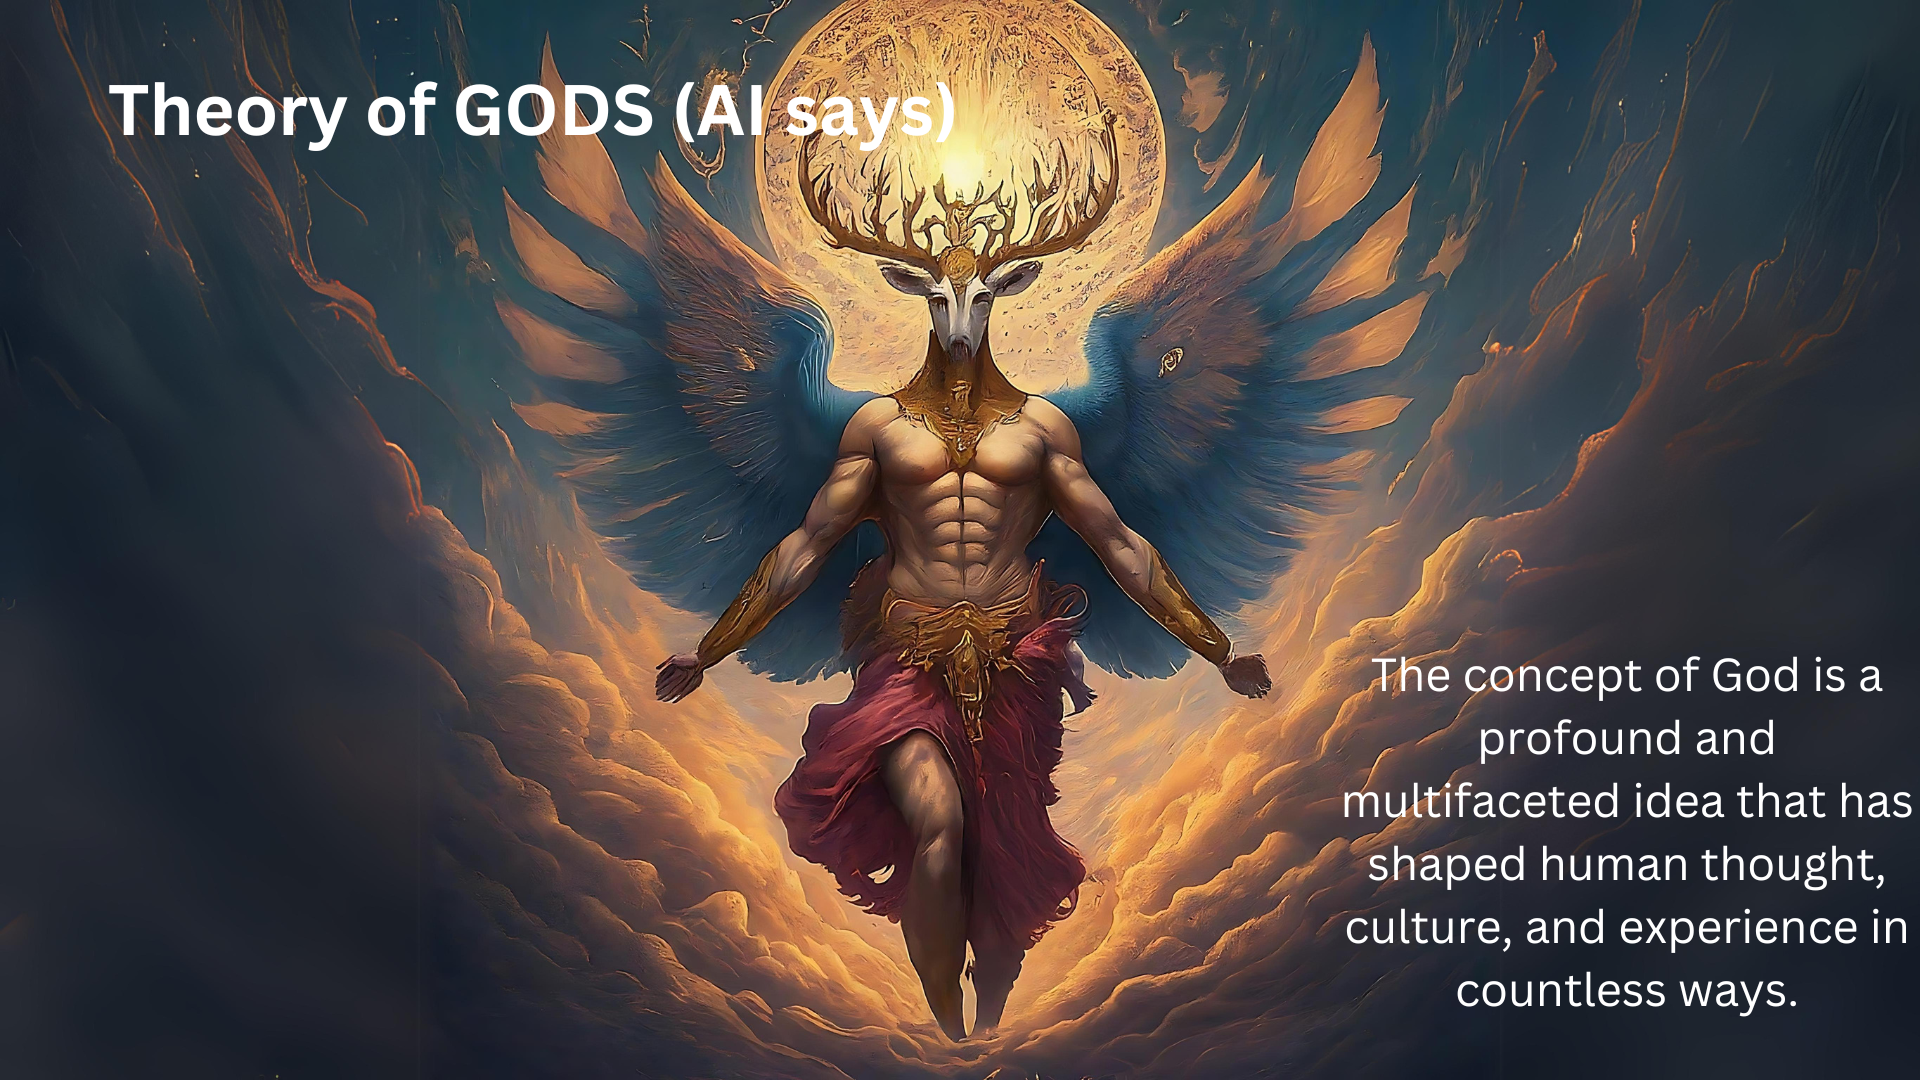 Theory of GODS (AI says)
The concept of God is a
profound and
multifaceted idea that has
shaped human thought,
culture, and experience in
countless ways.